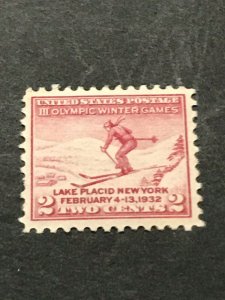 UNITED STATES POSTAGE
III OLYMPIC WINTER GAMES
LAKE PLACID NEW YORK
FEBRUARY 4-13, 1932
2 TWO CENTS 2